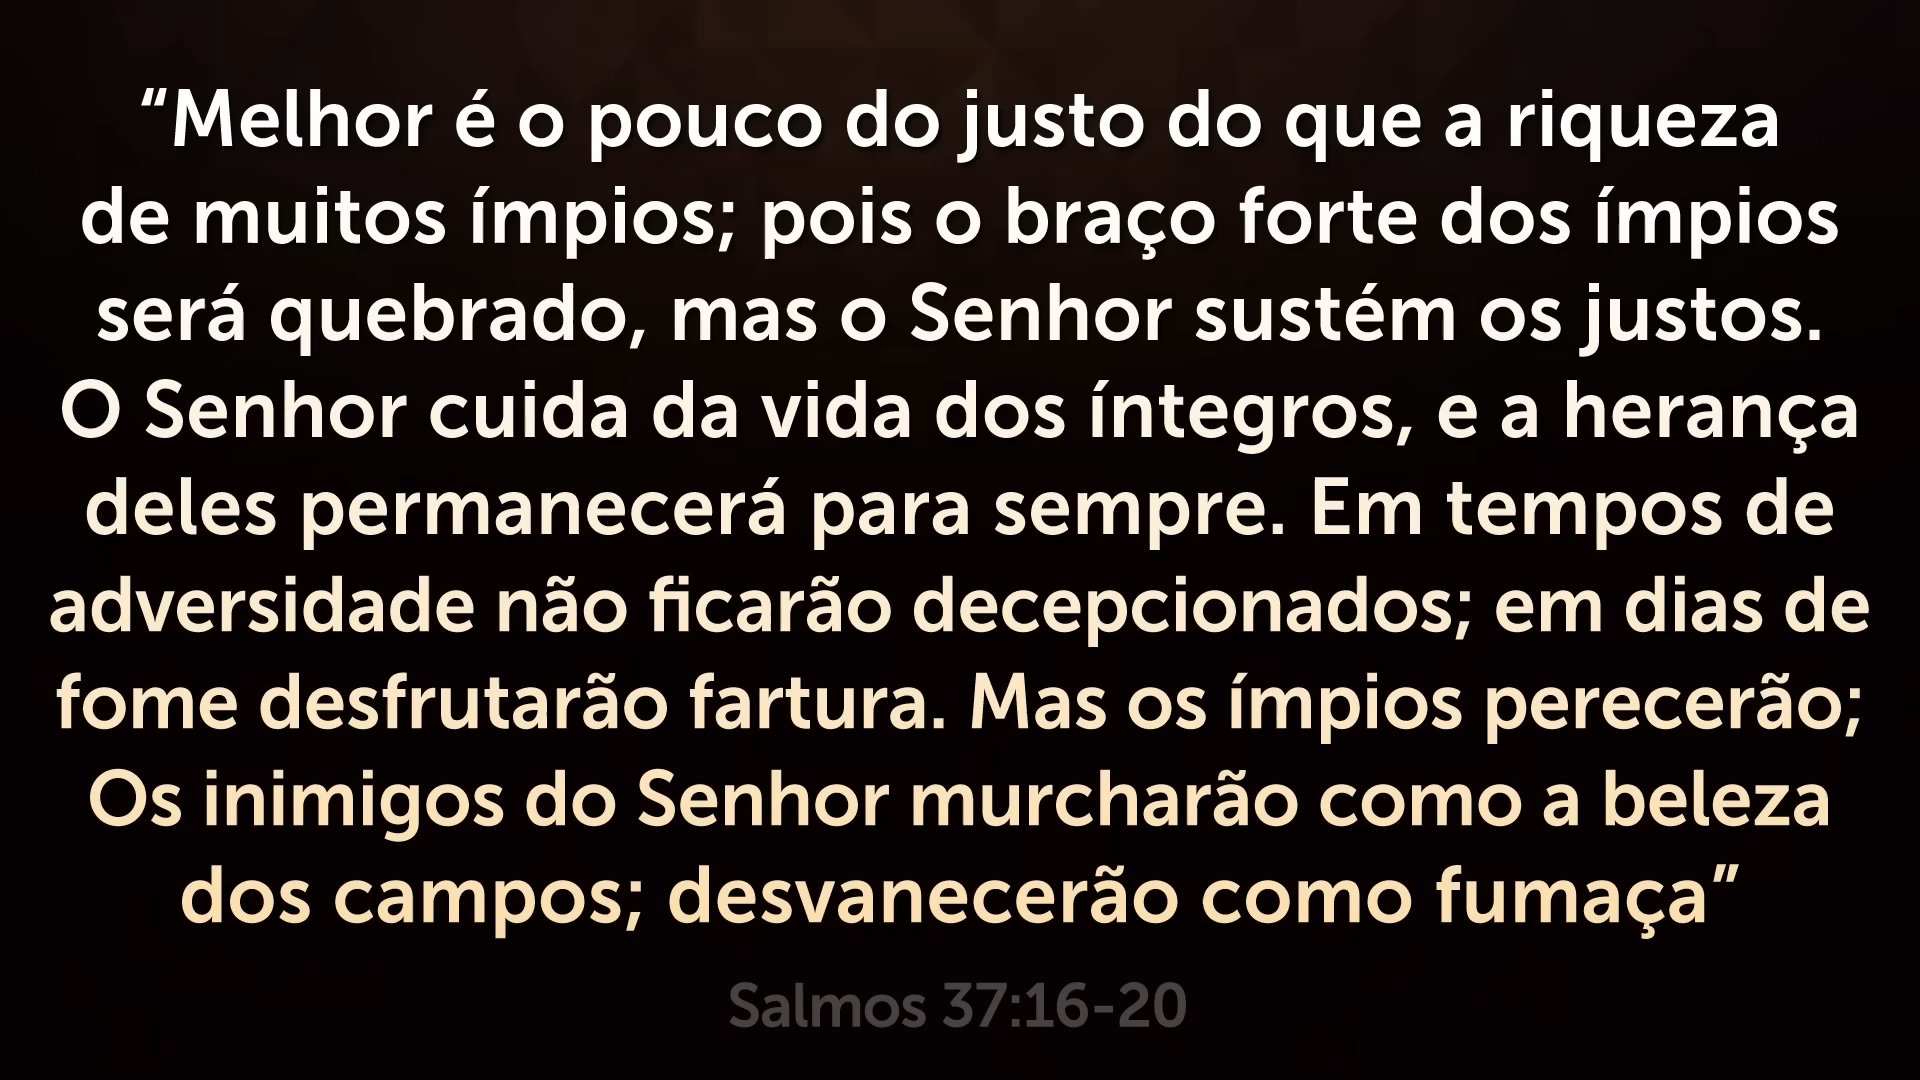 “Melhor é o pouco do justo do que a riqueza
de muitos ímpios; pois o braço forte dos ímpios
será quebrado, mas o Senhor sustém os justos.
O Senhor cuida da vida dos íntegros, e a herança
deles permanecerá para sempre. Em tempos de
adversidade não ficarão decepcionados; em dias de
fome desfrutarão fartura. Mas os ímpios perecerão;
Os inimigos do Senhor murcharão como a beleza
dos campos; desvanecerão como fumaça”
Salmos 37:16-20